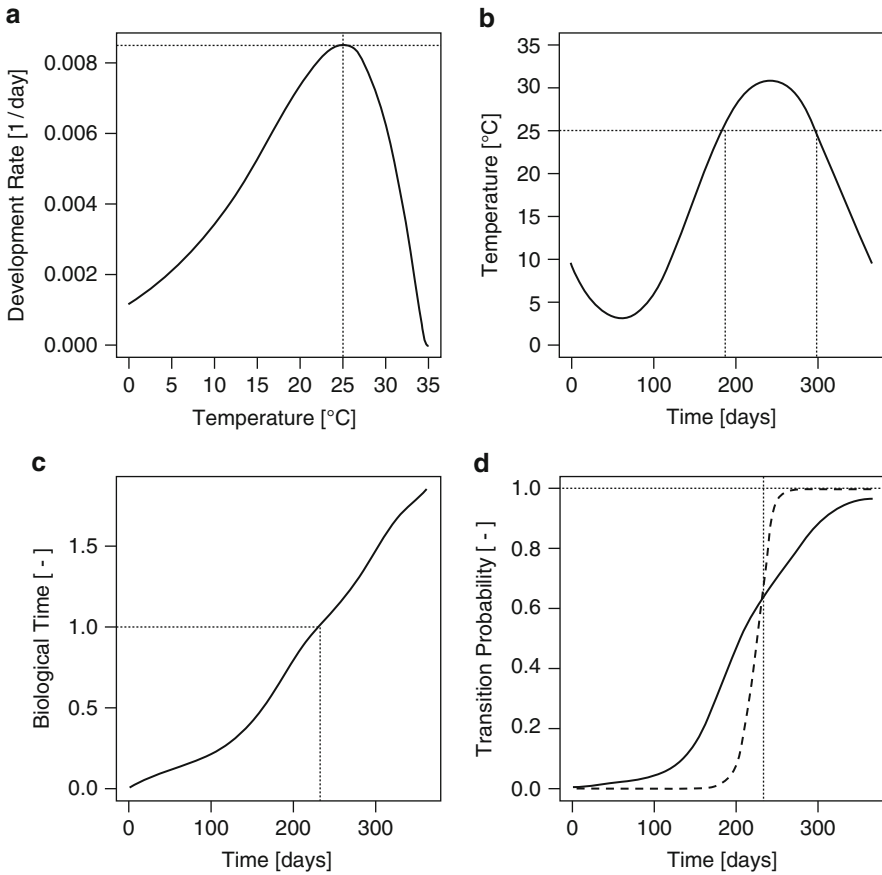 a
Development Rate [1/day]
0.008
0.006
0.004
0.002
0.000
0 5 10 15 20 25 30 35
Temperature [°C]
b
Temperature [°C]
35
30
25
20
15
10
5
0
0 100 200 300
Time [days]
c
Biological Time [ - ]
1.5
1.0
0.5
0.0
0 100 200 300
Time [days]
d
Transition Probability [ - ]
1.0
0.8
0.6
0.4
0.2
0.0
0 100 200 300
Time [days]